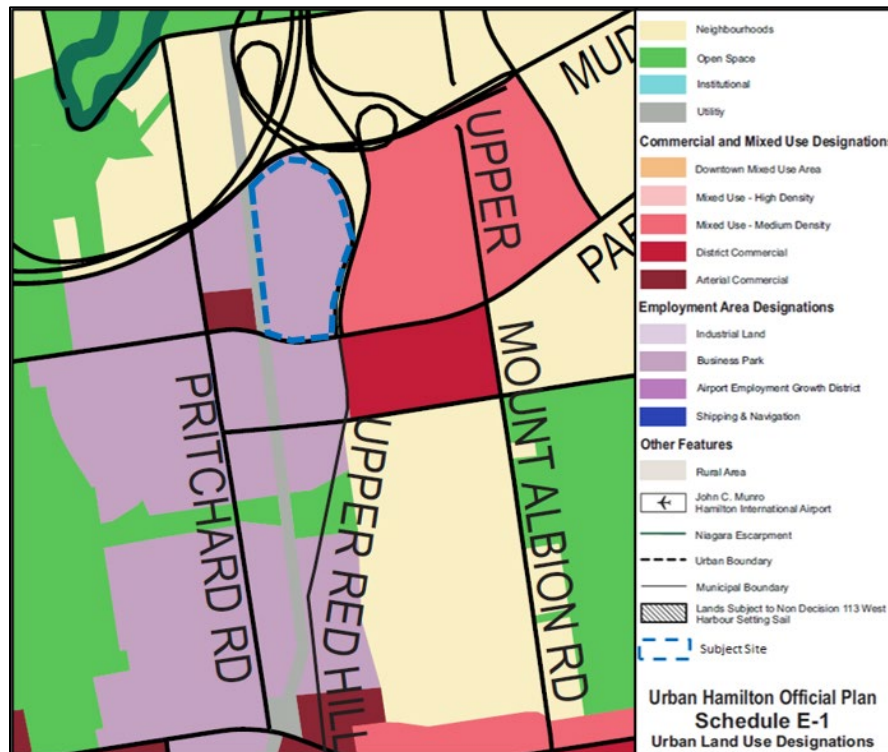 MUD
UPPER
PAR
PRITCHARD RD
UPPER RED HILL
MOUNT ALBION RD
Neighbourhoods
Open Space
Institutional
Utilitiy
Commercial and Mixed Use Designations
Downtown Mixed Use Area
Mixed Use - High Density
Mixed Use - Medium Density
District Commercial
Arterial Commercial
Employment Area Designations
Industrial Land
Business Park
Airport Employment Growth District
Shipping & Navigation
Other Features
Rural Area
John C. Munro
Hamilton International Airport
Niagara Escarpment
Urban Boundary
Municipal Boundary
Lands Subject to Non Decision 113 West
Harbour Setting Sail
Subject Site
Urban Hamilton Official Plan
Schedule E-1
Urban Land Use Designations